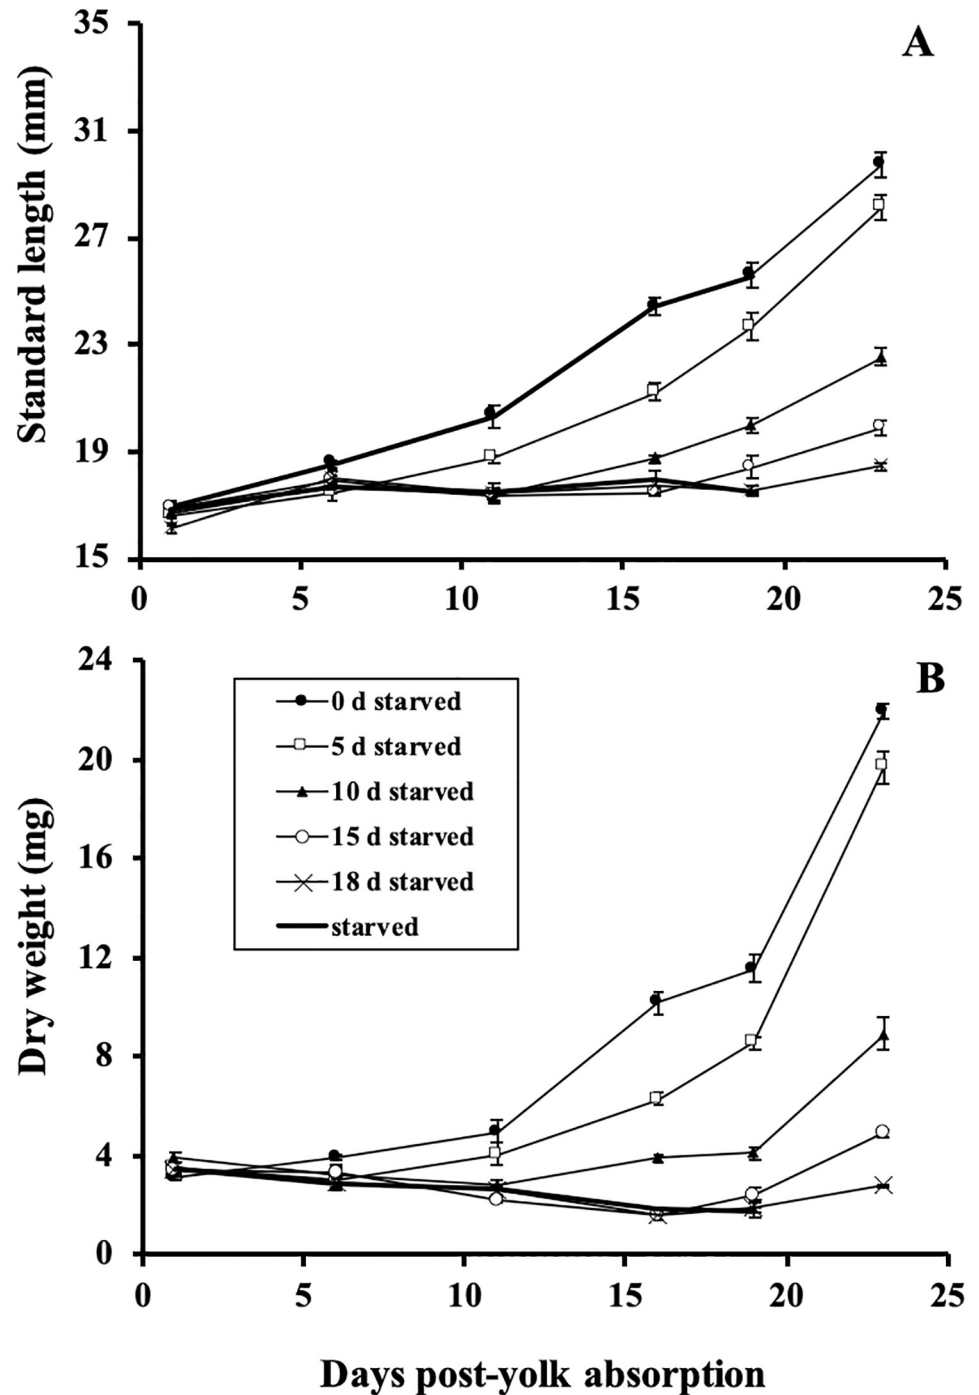 A
Standard length (mm)
35
31
27
23
19
15
0 5 10 15 20 25
B
Dry weight (mg)
24
20
16
12
8
4
0
0 d starved
5 d starved
10 d starved
15 d starved
18 d starved
starved
0 5 10 15 20 25
Days post-yolk absorption